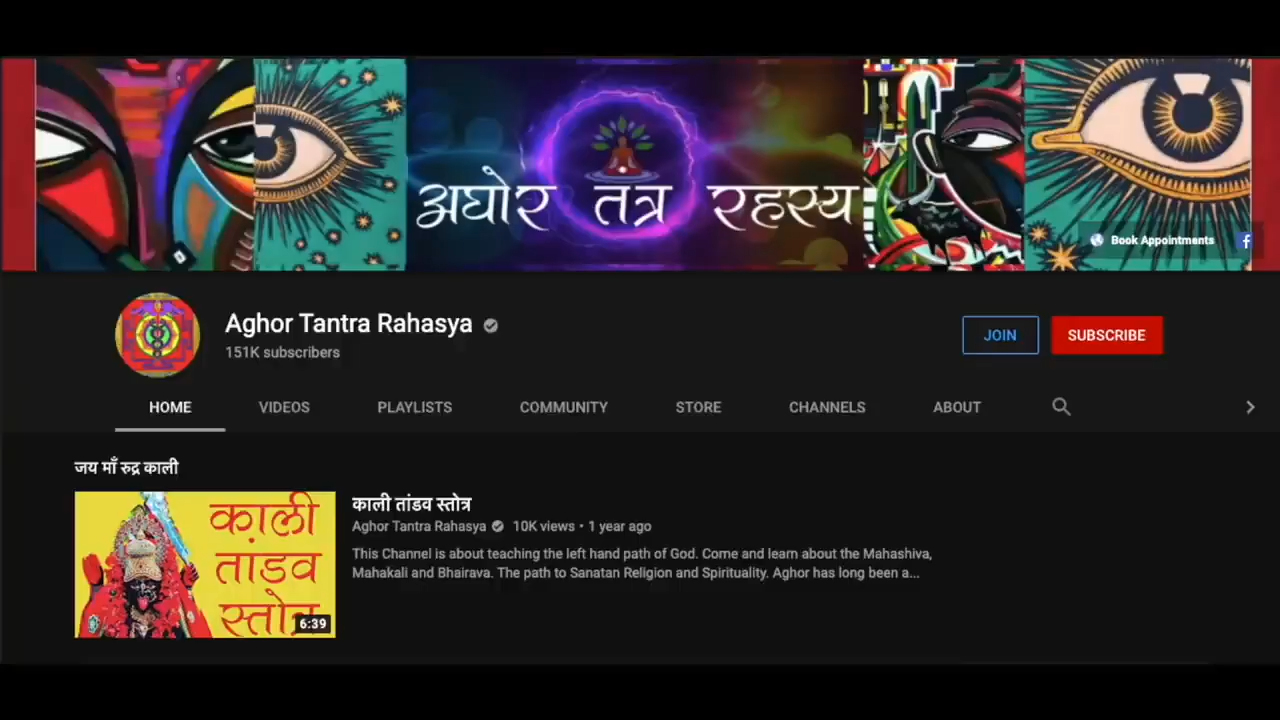 अघोर तत्र रहस्य
Book Appointments
Aghor Tantra Rahasya
151K subscribers
JOIN
SUBSCRIBE
HOME VIDEOS PLAYLISTS COMMUNITY STORE CHANNELS ABOUT
जय माँ रुद्र काली
काली
तांडव
स्तोत्र
6:39
काली तांडव स्तोत्र
Aghor Tantra Rahasya 10K views • 1 year ago
This Channel is about teaching the left hand path of God. Come and learn about the Mahashiva,
Mahakali and Bhairava. The path to Sanatan Religion and Spirituality. Aghor has long been a...